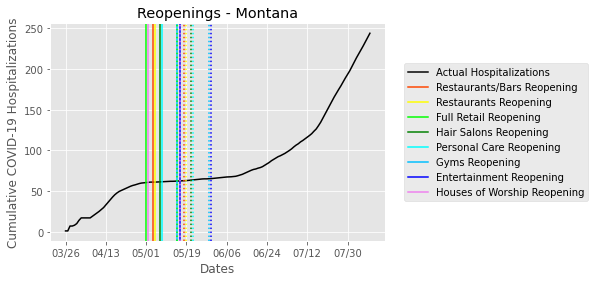 Reopenings - Montana
Cumulative COVID-19 Hospitalizations
250
200
150
100
50
0
03/26 04/13 05/01 05/19 06/06 06/24 07/12 07/30
Dates
Actual Hospitalizations
Restaurants/Bars Reopening
Restaurants Reopening
Full Retail Reopening
Hair Salons Reopening
Personal Care Reopening
Gyms Reopening
Entertainment Reopening
Houses of Worship Reopening